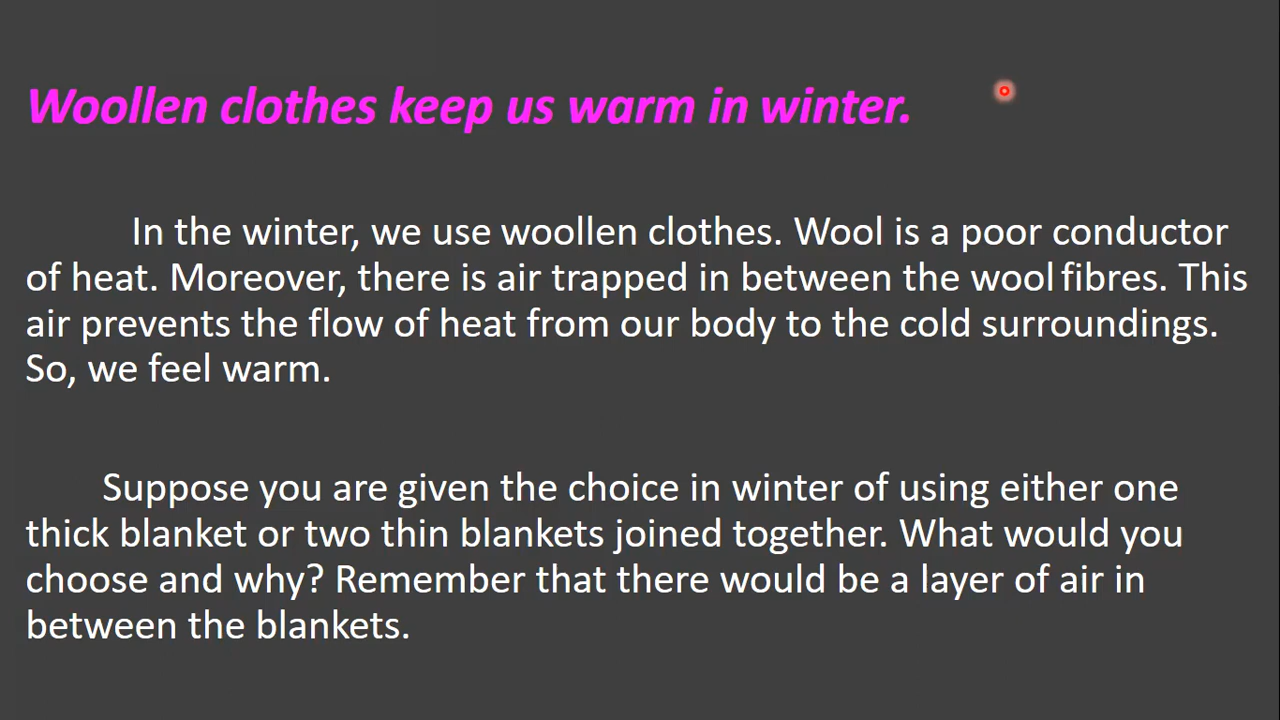 Woollen clothes keep us warm in winter.
In the winter, we use woollen clothes. Wool is a poor conductor
of heat. Moreover, there is air trapped in between the wool fibres. This
air prevents the flow of heat from our body to the cold surroundings.
So, we feel warm.
Suppose you are given the choice in winter of using either one
thick blanket or two thin blankets joined together. What would you
choose and why? Remember that there would be a layer of air in
between the blankets.